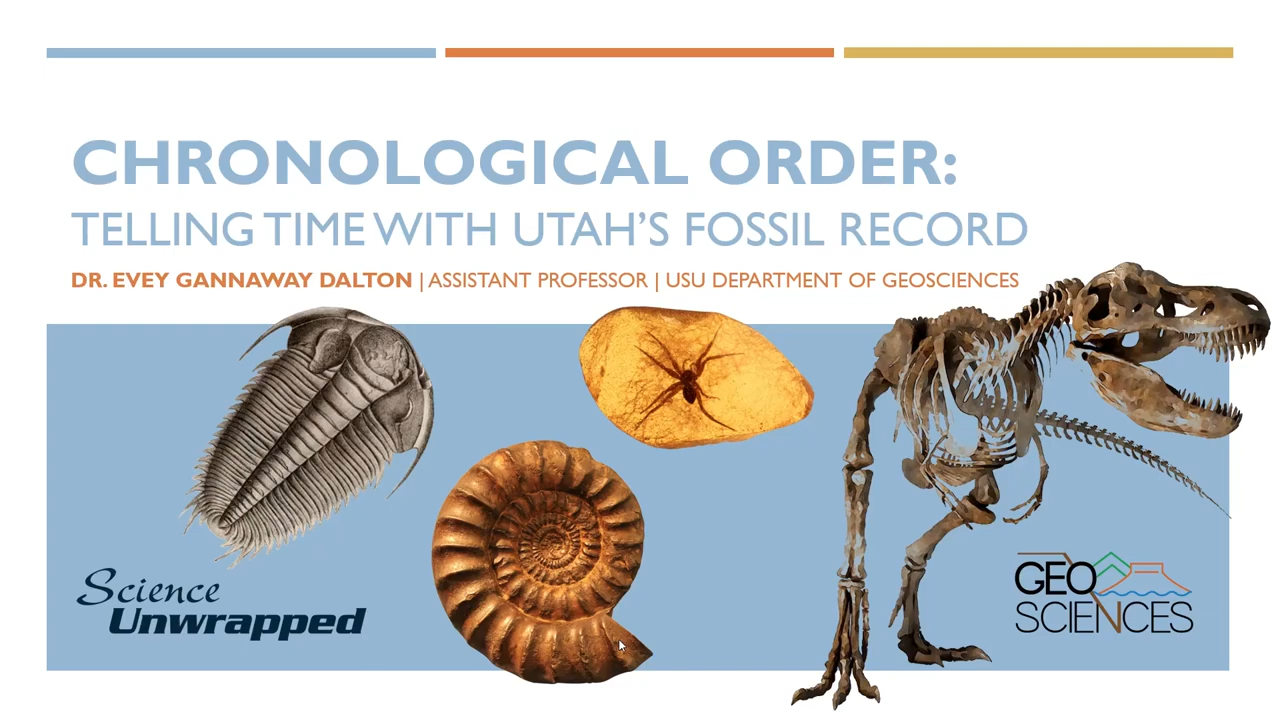 CHRONOLOGICAL ORDER:
TELLING TIME WITH UTAH'S FOSSIL RECORD
DR. EVEY GANNAWAY DALTON | ASSISTANT PROFESSOR | USU DEPARTMENT OF GEOSCIENCES
Science
Unwrapped
GEO
SCIENCES